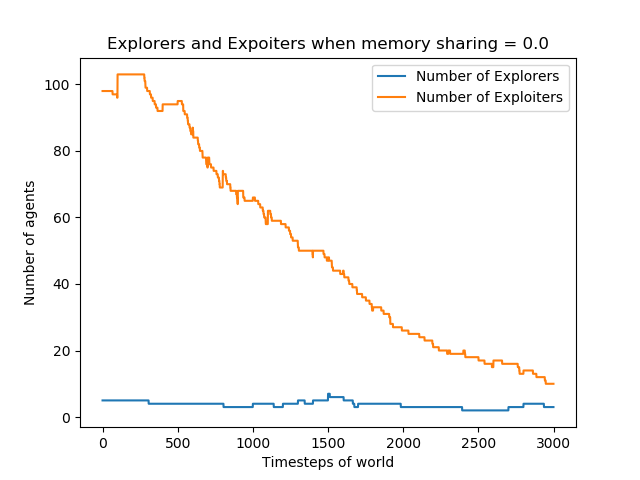 Explorers and Expoiters when memory sharing = 0.0
Number of Explorers
Number of Exploiters
Number of agents
100
80
60
40
20
0
0 500 1000 1500 2000 2500 3000
Timesteps of world